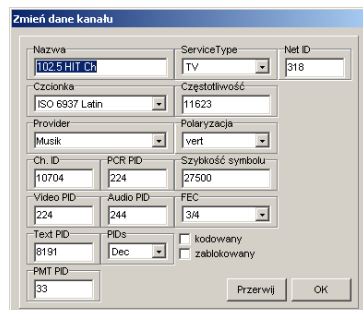 Zmień dane kanału
Nazwa ServiceType Net ID
102.5 HIT Ch TV 318
Czcionka Częstotliwość
ISO 6937 Latin 11623
Provider Polaryzacja
Musik vert
Ch. ID PCR PID Szybkość symbolu
10704 224 27500
Video PID Audio PID FEC
224 244 3/4
Text PID PIDs kodowany
8191 Dec zablokowany
PMT PID
33 Przerwij OK